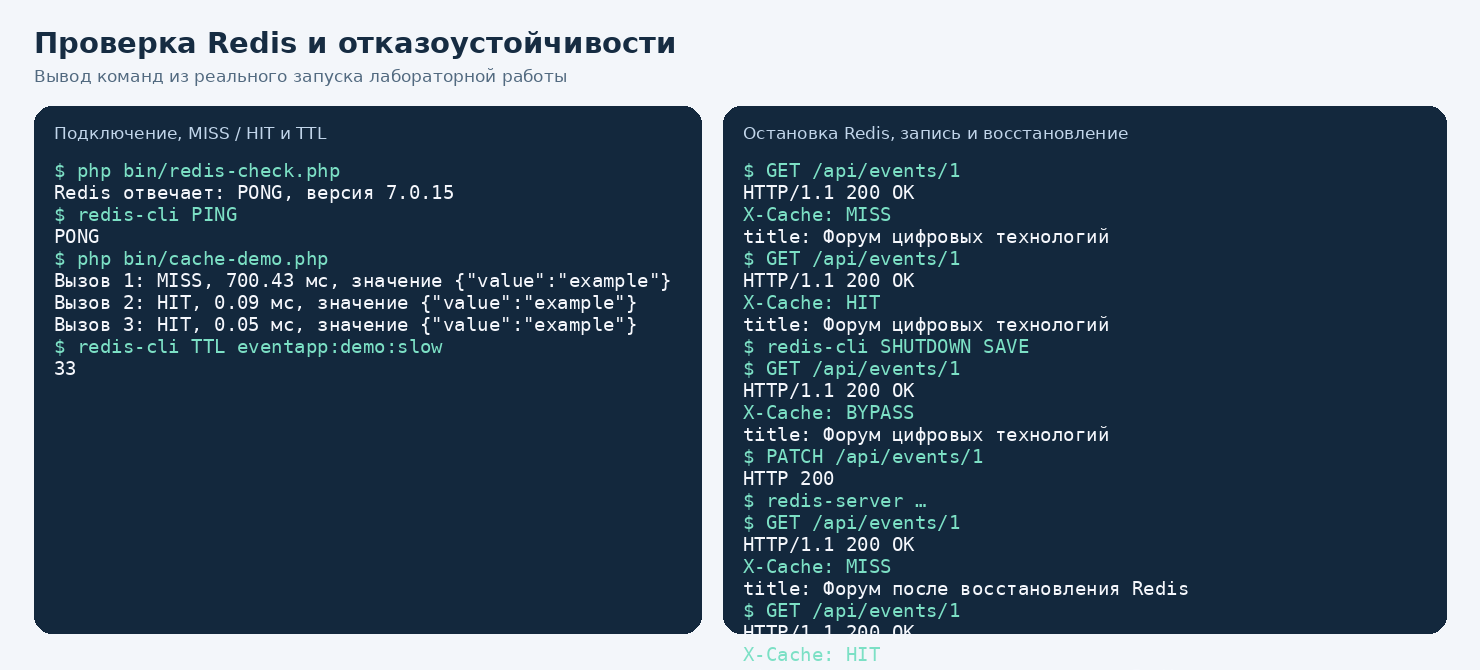 Проверка Redis и отказоустойчивости
Вывод команд из реального запуска лабораторной работы
Подключение, MISS / HIT и TTL
$ php bin/redis-check.php
Redis отвечает: PONG, версия 7.0.15
$ redis-cli PING
PONG
$ php bin/cache-demo.php
Вызов 1: MISS, 700.43 мс, значение {"value":"example"}
Вызов 2: HIT, 0.09 мс, значение {"value":"example"}
Вызов 3: HIT, 0.05 мс, значение {"value":"example"}
$ redis-cli TTL eventapp:demo:slow
33
Остановка Redis, запись и восстановление
$ GET /api/events/1
HTTP/1.1 200 OK
X-Cache: MISS
title: Форум цифровых технологий
$ GET /api/events/1
HTTP/1.1 200 OK
X-Cache: HIT
title: Форум цифровых технологий
$ redis-cli SHUTDOWN SAVE
$ GET /api/events/1
HTTP/1.1 200 OK
X-Cache: BYPASS
title: Форум цифровых технологий
$ PATCH /api/events/1
HTTP 200
$ redis-server …
$ GET /api/events/1
HTTP/1.1 200 OK
X-Cache: MISS
title: Форум после восстановления Redis
$ GET /api/events/1
HTTP/1.1 200 OK
X-Cache: HIT